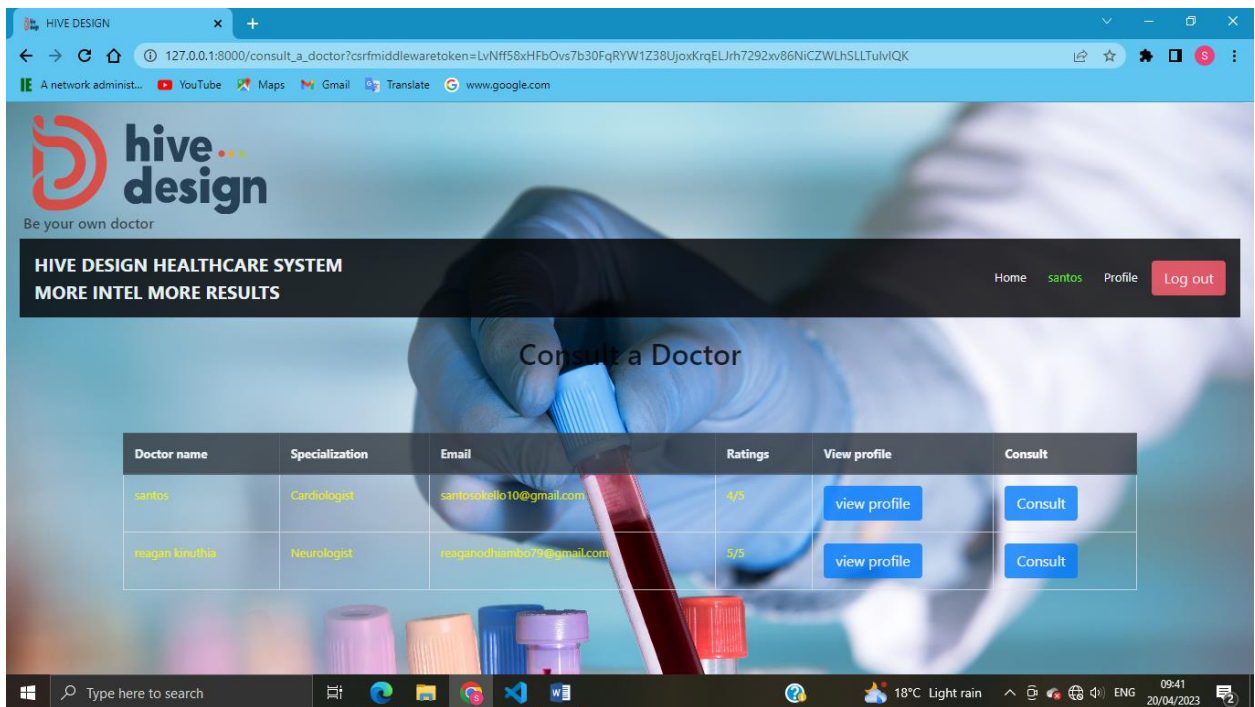 HIVE DESIGN
127.0.0.1:8000/consult_a_doctor?csrfmiddlewaretoken=LvNff58xHFbOvs7b30FqRYW1Z38UjoxKrqELJrh7292xv86NiCZWLhSLLTulvIQK
S
A network administ... YouTube Maps Gmail Translate www.google.com
hive
design
Be your own doctor
HIVE DESIGN HEALTHCARE SYSTEM
MORE INTEL MORE RESULTS
Home santos Profile Log out
Consult a Doctor
Doctor name Specialization Email Ratings View profile Consult
santos Cardiologist santosokello10@gmail.com 4/5 view profile Consult
reagan kinuthia Neurologist reaganodhiambo79@gmail.com 5/5 view profile Consult
Type here to search
18°C Light rain
ENG
09:41
20/04/2023
2